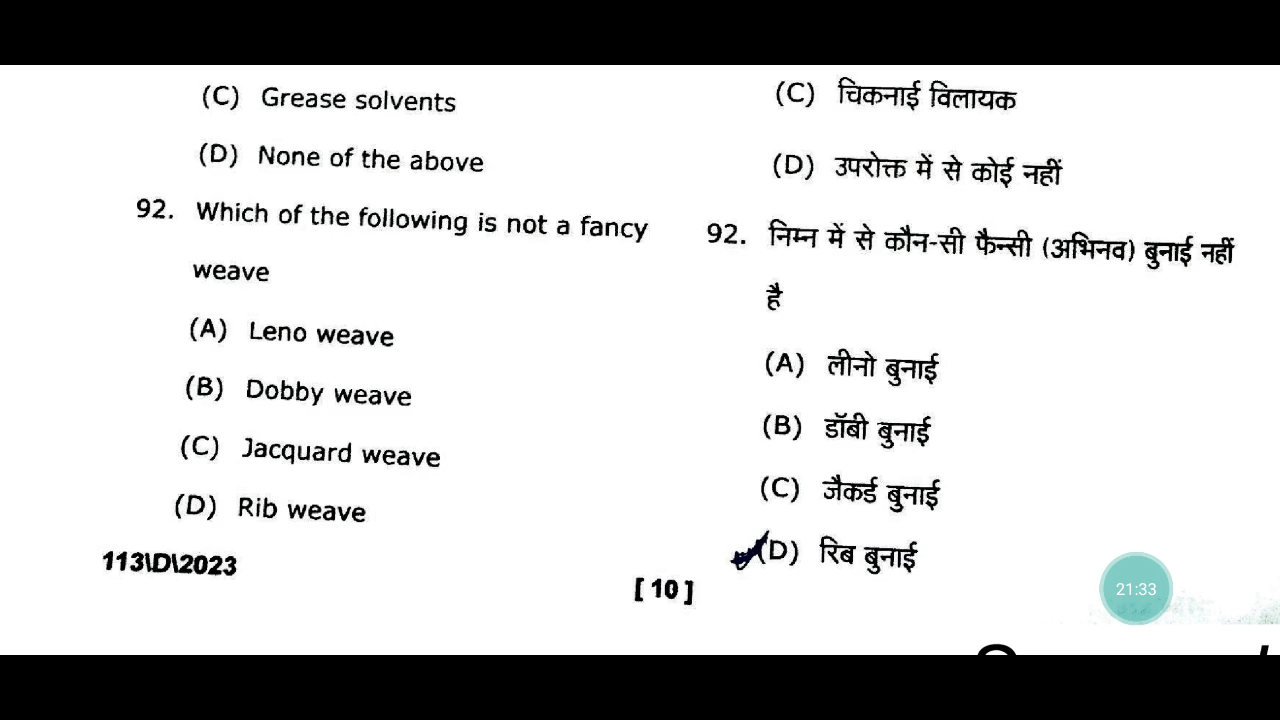 (C) Grease solvents
(D) None of the above
92. Which of the following is not a fancy
weave
(A) Leno weave
(B) Dobby weave
(C) Jacquard weave
(D) Rib weave
113\D\2023
(C) चिकनाई विलायक
(D) उपरोक्त में से कोई नहीं
92. निम्न में से कौन-सी फैन्सी (अभिनव) बुनाई नहीं
है
(A) लीनो बुनाई
(B) डॉबी बुनाई
(C) जैकर्ड बुनाई
(D) रिब बुनाई
[ 10 ]
21:33